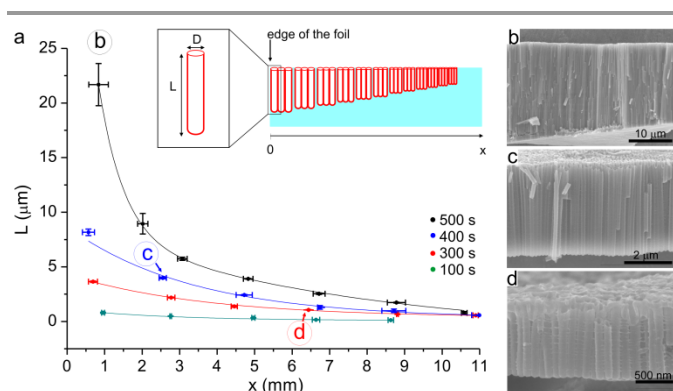 a
b
D
L
edge of the foil
0
x
25
20
15
10
5
0
L (μm)
c
d
500 s
400 s
300 s
100 s
0 1 2 3 4 5 6 7 8 9 10 11
x (mm)
b
10 μm
c
2 μm
d
500 nm